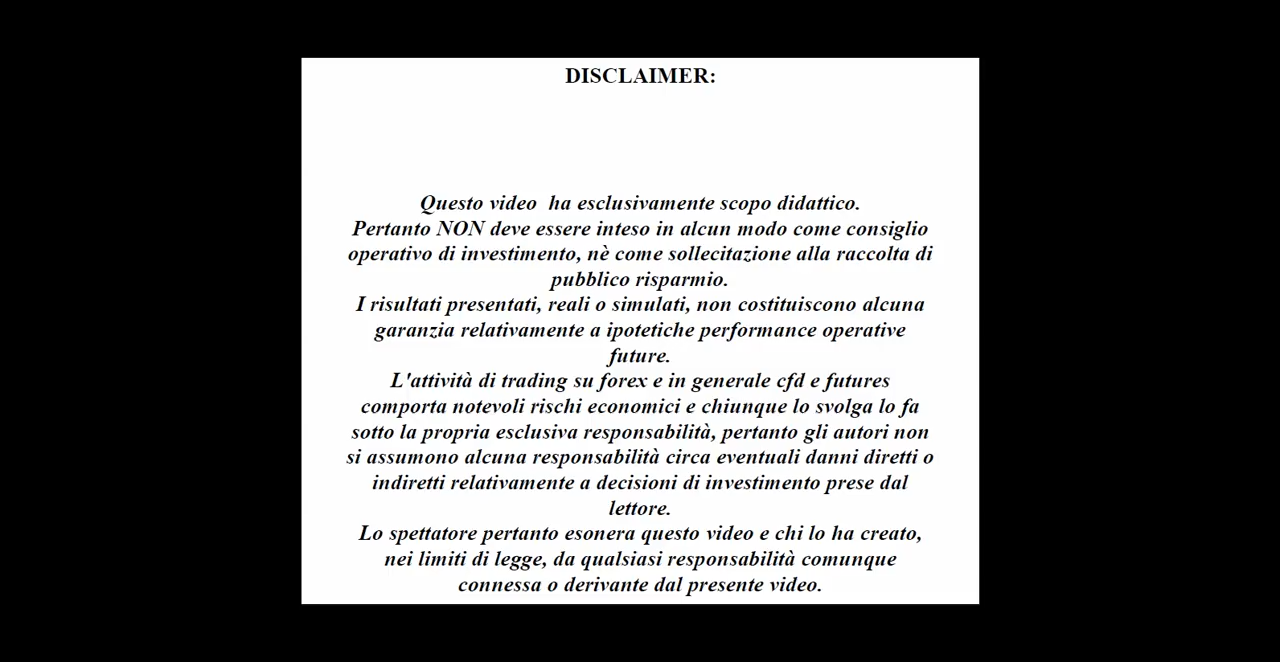 DISCLAIMER:
Questo video ha esclusivamente scopo didattico.
Pertanto NON deve essere inteso in alcun modo come consiglio
operativo di investimento, nè come sollecitazione alla raccolta di
pubblico risparmio.
I risultati presentati, reali o simulati, non costituiscono alcuna
garanzia relativamente a ipotetiche performance operative
future.
L'attività di trading su forex e in generale cfd e futures
comporta notevoli rischi economici e chiunque lo svolga lo fa
sotto la propria esclusiva responsabilità, pertanto gli autori non
si assumono alcuna responsabilità circa eventuali danni diretti o
indiretti relativamente a decisioni di investimento prese dal
lettore.
Lo spettatore pertanto esonera questo video e chi lo ha creato,
nei limiti di legge, da qualsiasi responsabilità comunque
connessa o derivante dal presente video.